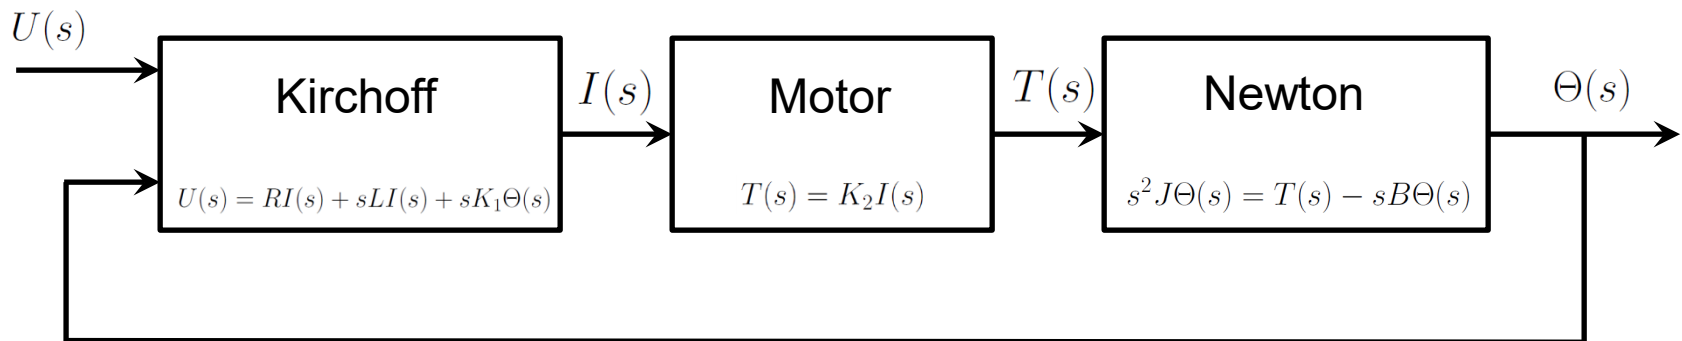 U(s)
Kirchoff
I(s)
Motor
T(s)
Newton
Θ(s)
U(s) = RI(s) + sLI(s) + sK₁Θ(s)
T(s) = K₂I(s)
s²JΘ(s) = T(s) − sBΘ(s)